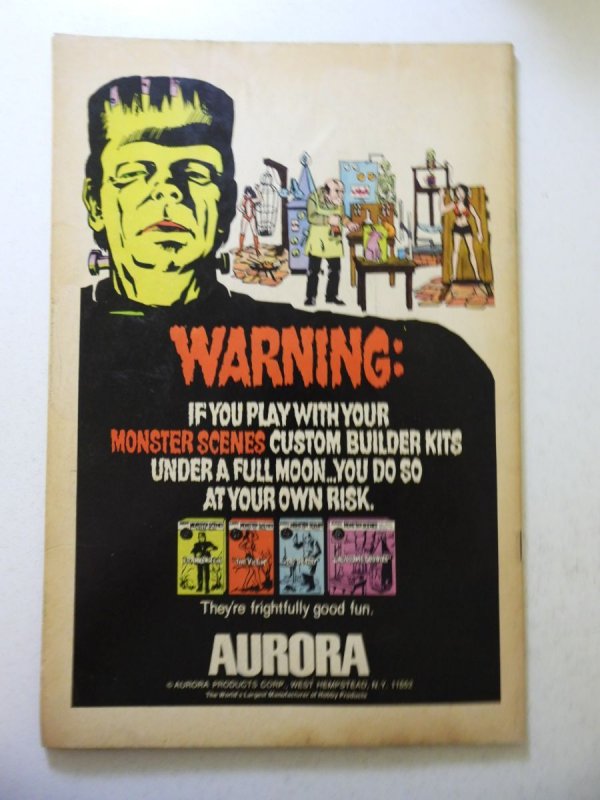 WARNING:
IF YOU PLAY WITH YOUR
MONSTER SCENES CUSTOM BUILDER KITS
UNDER A FULL MOON...YOU DO SO
AT YOUR OWN RISK.
They're frightfully good fun.
AURORA
© AURORA PRODUCTS CORP., WEST HEMPSTEAD, N.Y. 11552
The World's Largest Manufacturer of Hobby Products